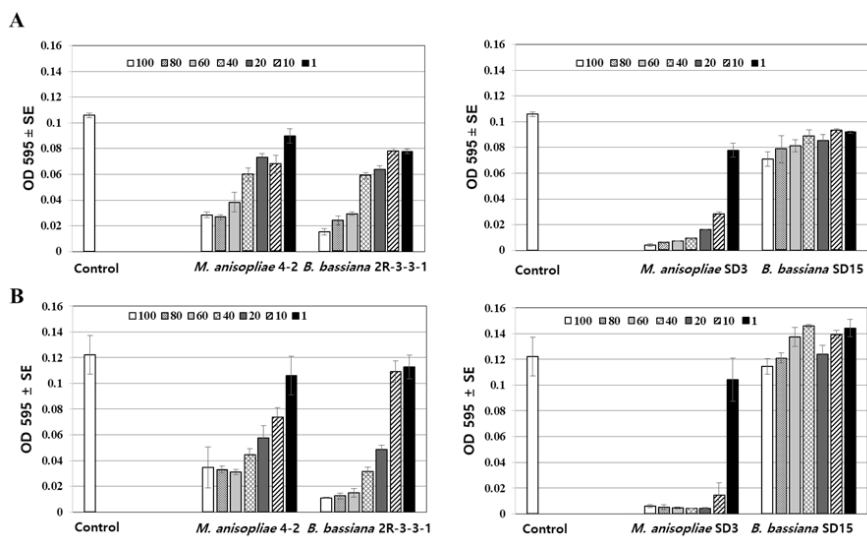 A
0.16
0.14
0.12
0.1
0.08
0.06
0.04
0.02
0
OD 595 ± SE
100 80 60 40 20 10 1
Control
M. anisopliae 4-2
B. bassiana 2R-3-3-1
0.16
0.14
0.12
0.1
0.08
0.06
0.04
0.02
0
OD 595 ± SE
100 80 60 40 20 10 1
Control
M. anisopliae SD3
B. bassiana SD15
B
0.16
0.14
0.12
0.1
0.08
0.06
0.04
0.02
0
OD 595 ± SE
100 80 60 40 20 10 1
Control
M. anisopliae 4-2
B. bassiana 2R-3-3-1
0.16
0.14
0.12
0.1
0.08
0.06
0.04
0.02
0
OD 595 ± SE
100 80 60 40 20 10 1
Control
M. anisopliae SD3
B. bassiana SD15